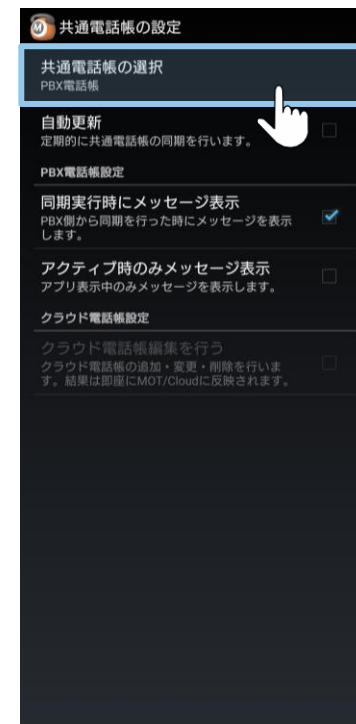 共通電話帳の設定
共通電話帳の選択
PBX電話帳
自動更新
定期的に共通電話帳の同期を行います。
PBX電話帳設定
同期実行時にメッセージ表示
PBX側から同期を行った時にメッセージを表示
します。
アクティブ時のみメッセージ表示
アプリ表示中のみメッセージを表示します。
クラウド電話帳設定
クラウド電話帳編集を行う
クラウド電話帳の追加・変更・削除を行いま
す。結果は即座にMOT/Cloudに反映されます。